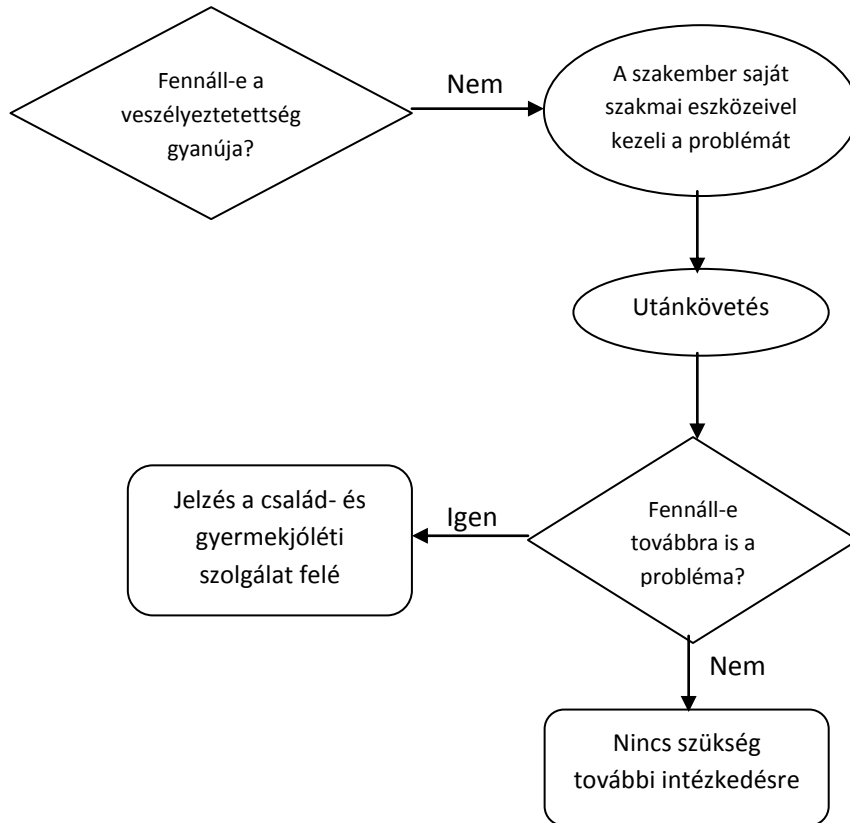 Fennáll-e a
veszélyeztetettség
gyanúja?
Nem
A szakember saját
szakmai eszközeivel
kezeli a problémát
Utánkövetés
Fennáll-e
továbbra is a
probléma?
Igen
Jelzés a család- és
gyermekjóléti
szolgálat felé
Nem
Nincs szükség
további intézkedésre